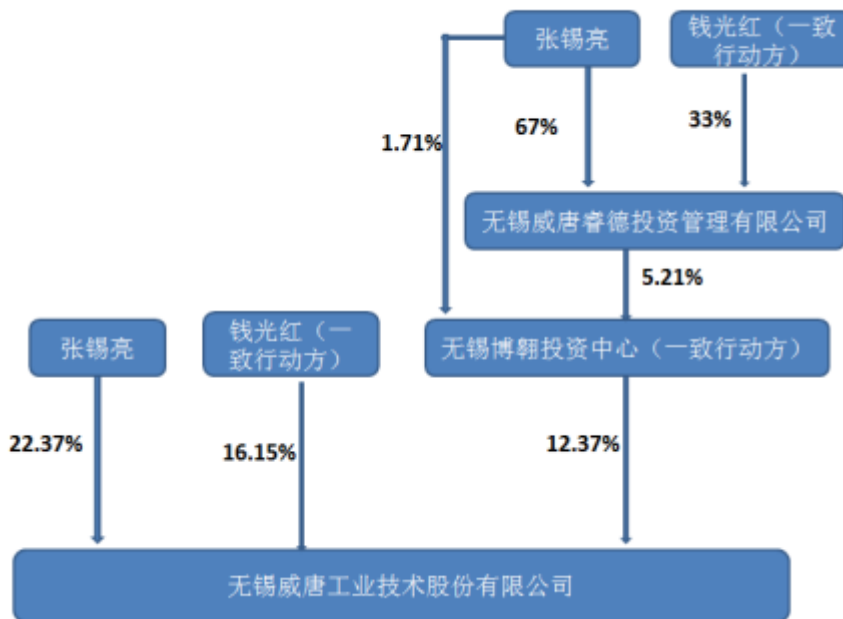 张锡亮
钱光红（一致
行动方）
1.71%
67%
33%
无锡威唐睿德投资管理有限公司
5.21%
张锡亮
钱光红（一
致行动方）
无锡博翱投资中心（一致行动方）
22.37%
16.15%
12.37%
无锡威唐工业技术股份有限公司